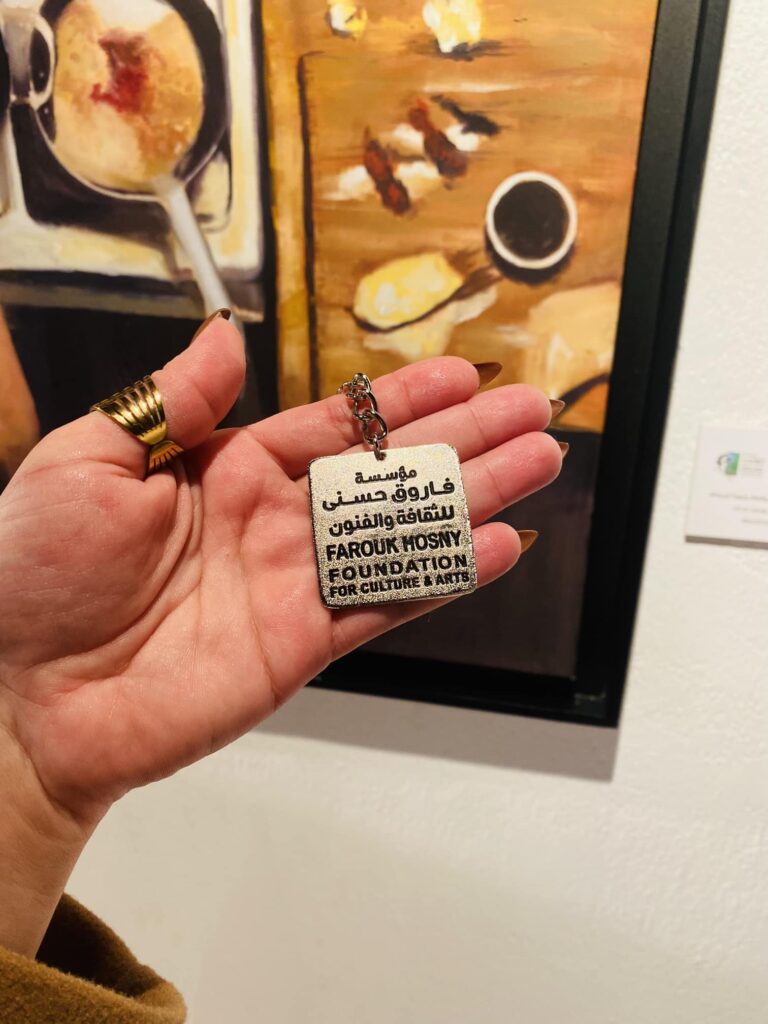 مؤسسة
فاروق حسنى
للثقافة والفنون
FAROUK HOSNY
FOUNDATION
FOR CULTURE & ARTS